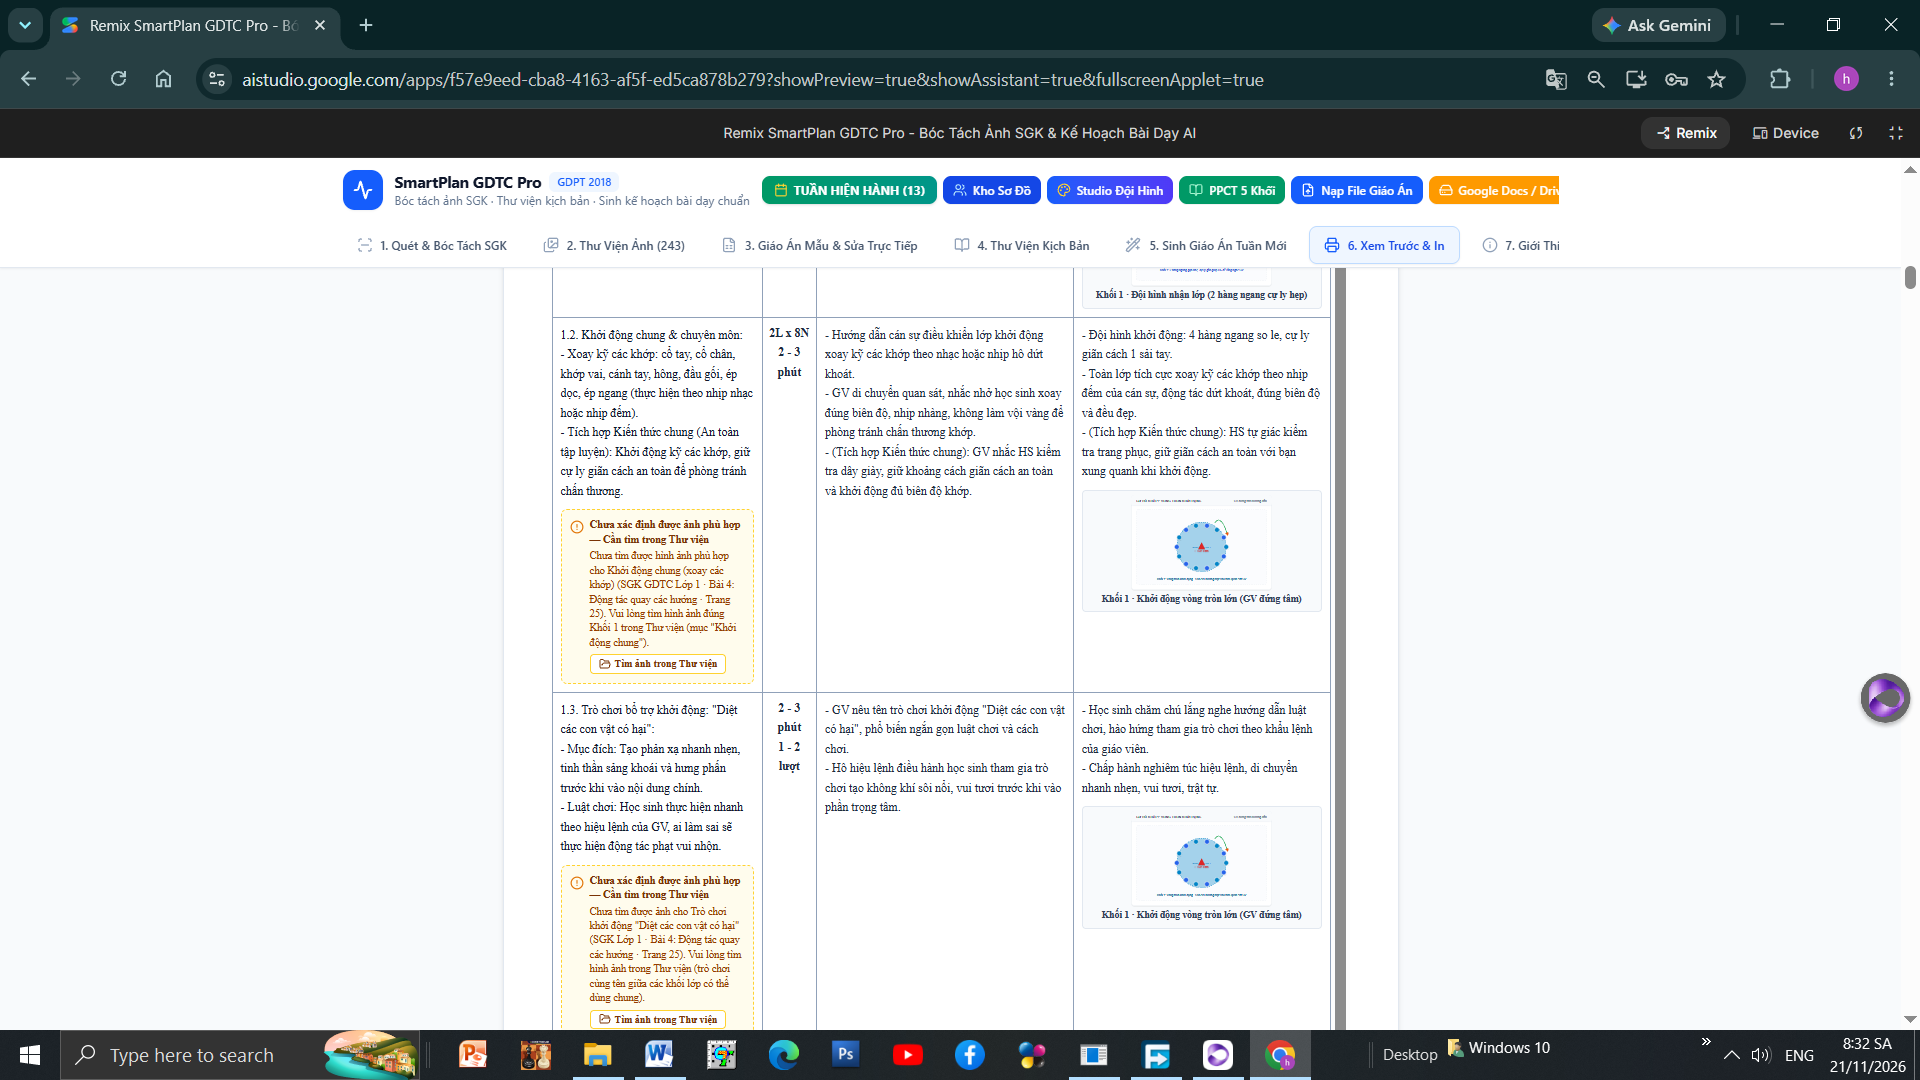 Remix SmartPlan GDTC Pro - Bó
Ask Gemini
aistudio.google.com/apps/f57e9eed-cba8-4163-af5f-ed5ca878b279?showPreview=true&showAssistant=true&fullscreenApplet=true
h
Remix SmartPlan GDTC Pro - Bóc Tách Ảnh SGK & Kế Hoạch Bài Dạy AI
Remix
Device
SmartPlan GDTC Pro
GDPT 2018
Bóc tách ảnh SGK · Thư viện kịch bản · Sinh kế hoạch bài dạy chuẩn
TUẦN HIỆN HÀNH (13)
Kho Sơ Đồ
Studio Đội Hình
PPCT 5 Khối
Nạp File Giáo Án
Google Docs / Driv
1. Quét & Bóc Tách SGK
2. Thư Viện Ảnh (243)
3. Giáo Án Mẫu & Sửa Trực Tiếp
4. Thư Viện Kịch Bản
5. Sinh Giáo Án Tuần Mới
6. Xem Trước & In
7. Giới Thi
Khối 1 · Đội hình nhận lớp (2 hàng ngang cự ly hẹp)
1.2. Khởi động chung & chuyên môn:
- Xoay kỹ các khớp: cổ tay, cổ chân,
khớp vai, cánh tay, hông, đầu gối, ép
dọc, ép ngang (thực hiện theo nhịp nhạc
hoặc nhịp đếm).
- Tích hợp Kiến thức chung (An toàn
tập luyện): Khởi động kỹ các khớp, giữ
cự ly giãn cách an toàn để phòng tránh
chấn thương.
Chưa xác định được ảnh phù hợp
— Cần tìm trong Thư viện
Chưa tìm được hình ảnh phù hợp
cho Khởi động chung (xoay các
khớp) (SGK GDTC Lớp 1 · Bài 4:
Động tác quay các hướng · Trang
25). Vui lòng tìm hình ảnh đúng
Khối 1 trong Thư viện (mục "Khởi
động chung").
Tìm ảnh trong Thư viện
2L x 8N
2 - 3
phút
- Hướng dẫn cán sự điều khiển lớp khởi động
xoay kỹ các khớp theo nhạc hoặc nhịp hô dứt
khoát.
- GV di chuyển quan sát, nhắc nhở học sinh xoay
đúng biên độ, nhịp nhàng, không làm vội vàng để
phòng tránh chấn thương khớp.
- (Tích hợp Kiến thức chung): GV nhắc HS kiểm
tra dây giày, giữ khoảng cách giãn cách an toàn
và khởi động đủ biên độ khớp.
- Đội hình khởi động: 4 hàng ngang so le, cự ly
giãn cách 1 sải tay.
- Toàn lớp tích cực xoay kỹ các khớp theo nhịp
đếm của cán sự, động tác dứt khoát, đúng biên độ
và đều đẹp.
- (Tích hợp Kiến thức chung): HS tự giác kiểm
tra trang phục, giữ giãn cách an toàn với bạn
xung quanh khi khởi động.
Khối 1 · Khởi động vòng tròn lớn (GV đứng tâm)
1.3. Trò chơi bổ trợ khởi động: "Diệt
các con vật có hại":
- Mục đích: Tạo phản xạ nhanh nhẹn,
tinh thần sảng khoái và hưng phấn
trước khi vào nội dung chính.
- Luật chơi: Học sinh thực hiện nhanh
theo hiệu lệnh của GV, ai làm sai sẽ
thực hiện động tác phạt vui nhộn.
Chưa xác định được ảnh phù hợp
— Cần tìm trong Thư viện
Chưa tìm được ảnh cho Trò chơi
khởi động "Diệt các con vật có hại"
(SGK Lớp 1 · Bài 4: Động tác quay
các hướng · Trang 25). Vui lòng tìm
hình ảnh trong Thư viện (trò chơi
cùng tên giữa các khối lớp có thể
dùng chung).
Tìm ảnh trong Thư viện
2 - 3
phút
1 - 2
lượt
- GV nêu tên trò chơi khởi động "Diệt các con vật
có hại", phổ biến ngắn gọn luật chơi và cách
chơi.
- Hô hiệu lệnh điều hành học sinh tham gia trò
chơi tạo không khí sôi nổi, vui tươi trước khi vào
phần trọng tâm.
- Học sinh chăm chú lắng nghe hướng dẫn luật
chơi, hào hứng tham gia trò chơi theo khẩu lệnh
của giáo viên.
- Chấp hành nghiêm túc hiệu lệnh, di chuyển
nhanh nhẹn, vui tươi, trật tự.
Khối 1 · Khởi động vòng tròn lớn (GV đứng tâm)
Type here to search
Desktop
Windows 10
ENG
8:32 SA
21/11/2026